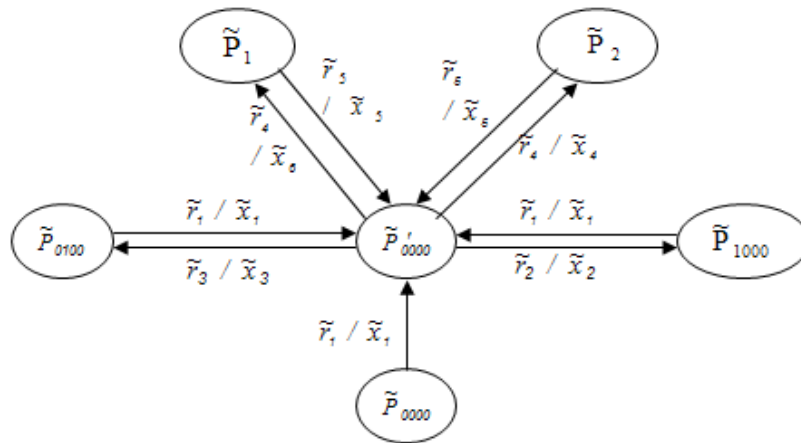 P̃₁
P̃ ₂
r̃ ₅
/ x̃ ₅
r̃₆
/ x̃₆
r̃₄
/ x̃₆
r̃₄ / x̃₄
r̃₁ / x̃₁
r̃₁ / x̃₁
P̃₀₁₀₀
P̃′₀₀₀₀
P̃₁₀₀₀
r̃₃ / x̃₃
r̃₂ / x̃₂
r̃₁ / x̃₁
P̃₀₀₀₀